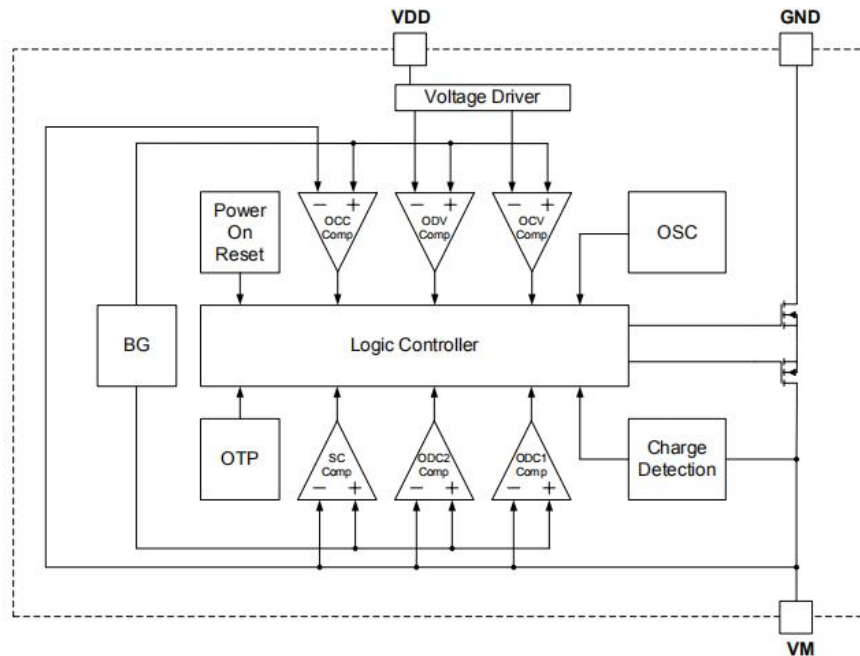 VDD
GND
Voltage Driver
− +
OCC
Comp
− +
ODV
Comp
− +
OCV
Comp
Power
On
Reset
OSC
BG
Logic Controller
OTP
SC
Comp
− +
ODC2
Comp
− +
ODC1
Comp
− +
Charge
Detection
VM